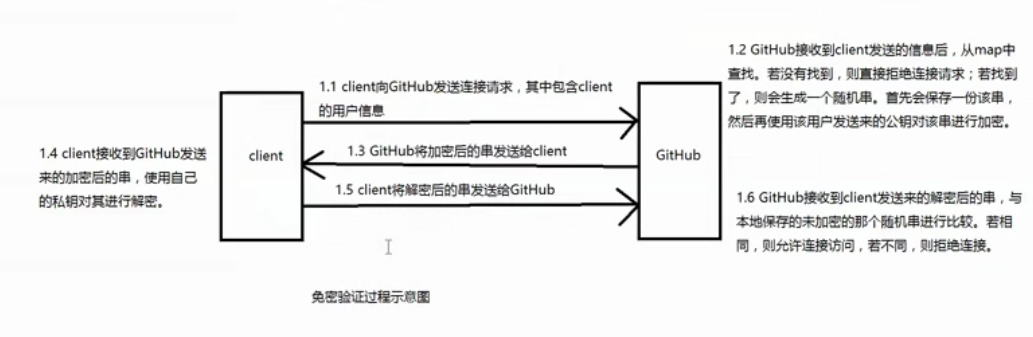 1.1 client向GitHub发送连接请求，其中包含client
的用户信息
1.2 GitHub接收到client发送的信息后，从map中
查找。若没有找到，则直接拒绝连接请求；若找到
了，则会生成一个随机串。首先会保存一份该串，
然后再使用该用户发送来的公钥对该串进行加密。
client
GitHub
1.3 GitHub将加密后的串发送给client
1.4 client接收到GitHub发送
来的加密后的串，使用自己
的私钥对其进行解密。
1.5 client将解密后的串发送给GitHub
1.6 GitHub接收到client发送来的解密后的串，与
本地保存的未加密的那个随机串进行比较。若相
同，则允许连接访问，若不同，则拒绝连接。
免密验证过程示意图